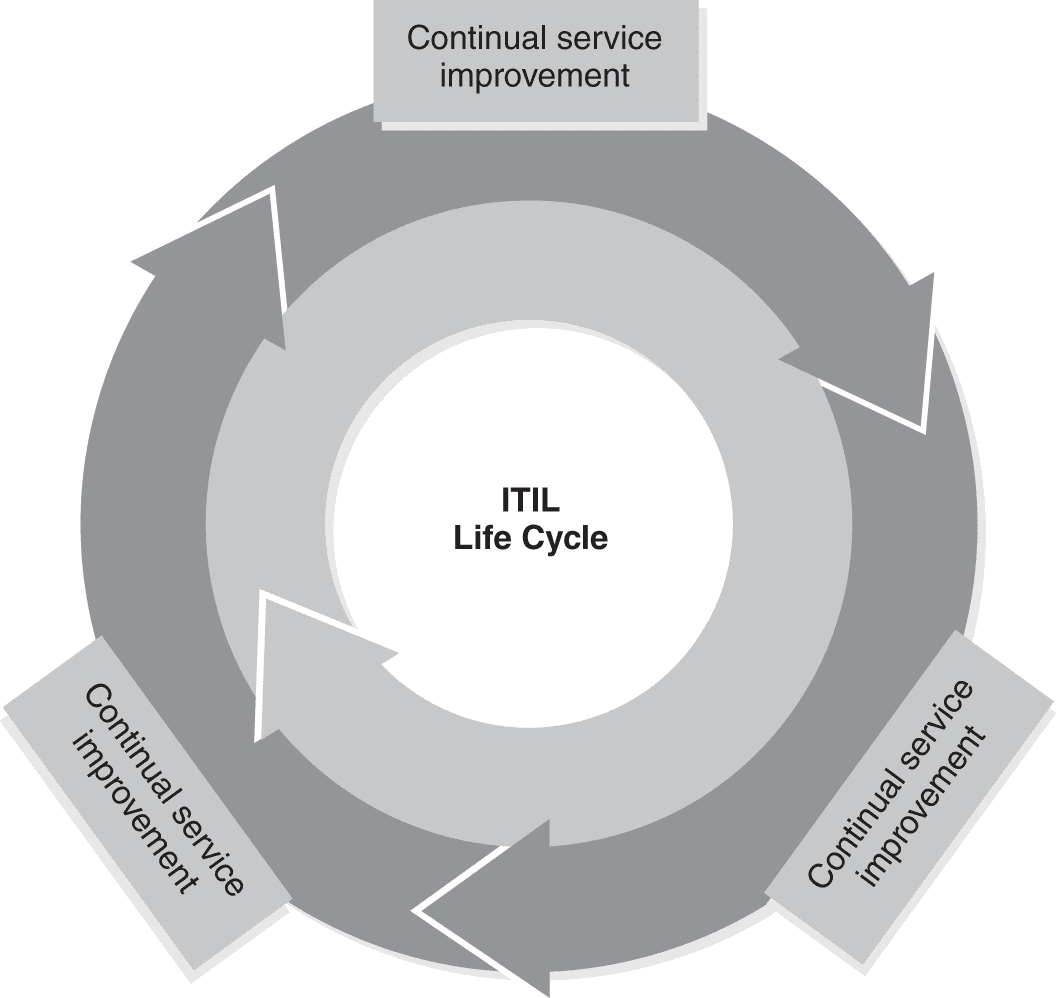 Continual service
improvement
ITIL
Life Cycle
Continual service
improvement
Continual service
improvement